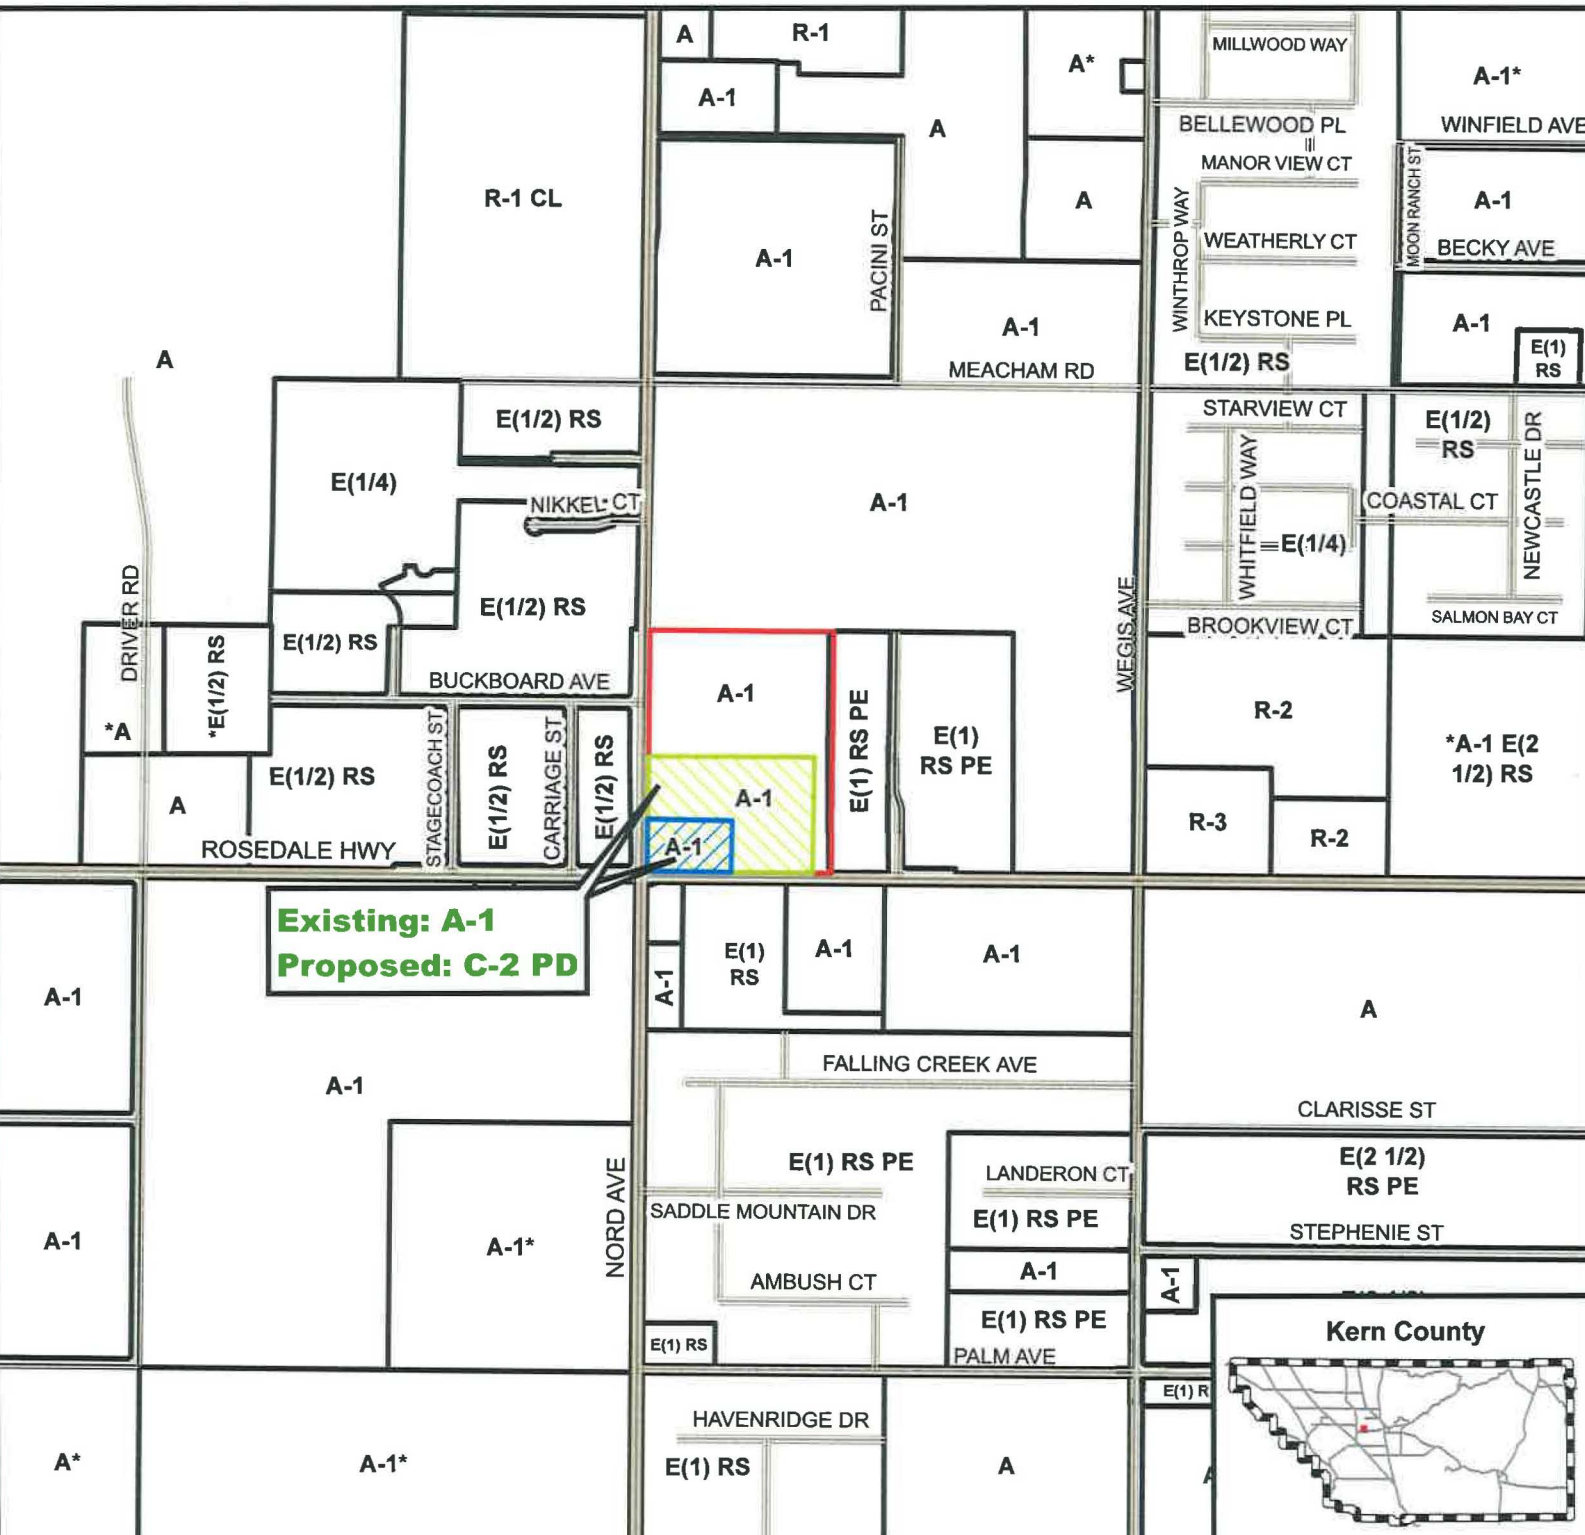 A
R-1
A*
MILLWOOD WAY
A-1*
A-1
A
BELLEWOOD PL
WINFIELD AVE
MANOR VIEW CT
MOON RANCH ST
R-1 CL
A-1
PACINI ST
A
WINTHROP WAY
WEATHERLY CT
A-1
BECKY AVE
A-1
KEYSTONE PL
A-1
E(1)
RS
A
MEACHAM RD
E(1/2) RS
E(1/2) RS
STARVIEW CT
E(1/2)
RS
NEWCASTLE DR
E(1/4)
NIKKEL CT
A-1
WHITFIELD WAY
COASTAL CT
E(1/4)
DRIVER RD
E(1/2) RS
WEGIS AVE
BROOKVIEW CT
SALMON BAY CT
*A
*E(1/2) RS
E(1/2) RS
BUCKBOARD AVE
A-1
E(1) RS PE
E(1)
RS PE
R-2
*A-1 E(2
1/2) RS
A
E(1/2) RS
STAGECOACH ST
E(1/2) RS
CARRIAGE ST
E(1/2) RS
A-1
A-1
R-3
R-2
ROSEDALE HWY
Existing: A-1
Proposed: C-2 PD
A-1
A-1
E(1)
RS
A-1
A-1
A
A-1
FALLING CREEK AVE
CLARISSE ST
E(1) RS PE
LANDERON CT
E(2 1/2)
RS PE
SADDLE MOUNTAIN DR
E(1) RS PE
STEPHENIE ST
A-1
A-1*
NORD AVE
AMBUSH CT
A-1
A-1
E(1) RS
E(1) RS PE
PALM AVE
Kern County
E(1) R
HAVENRIDGE DR
A*
A-1*
E(1) RS
A